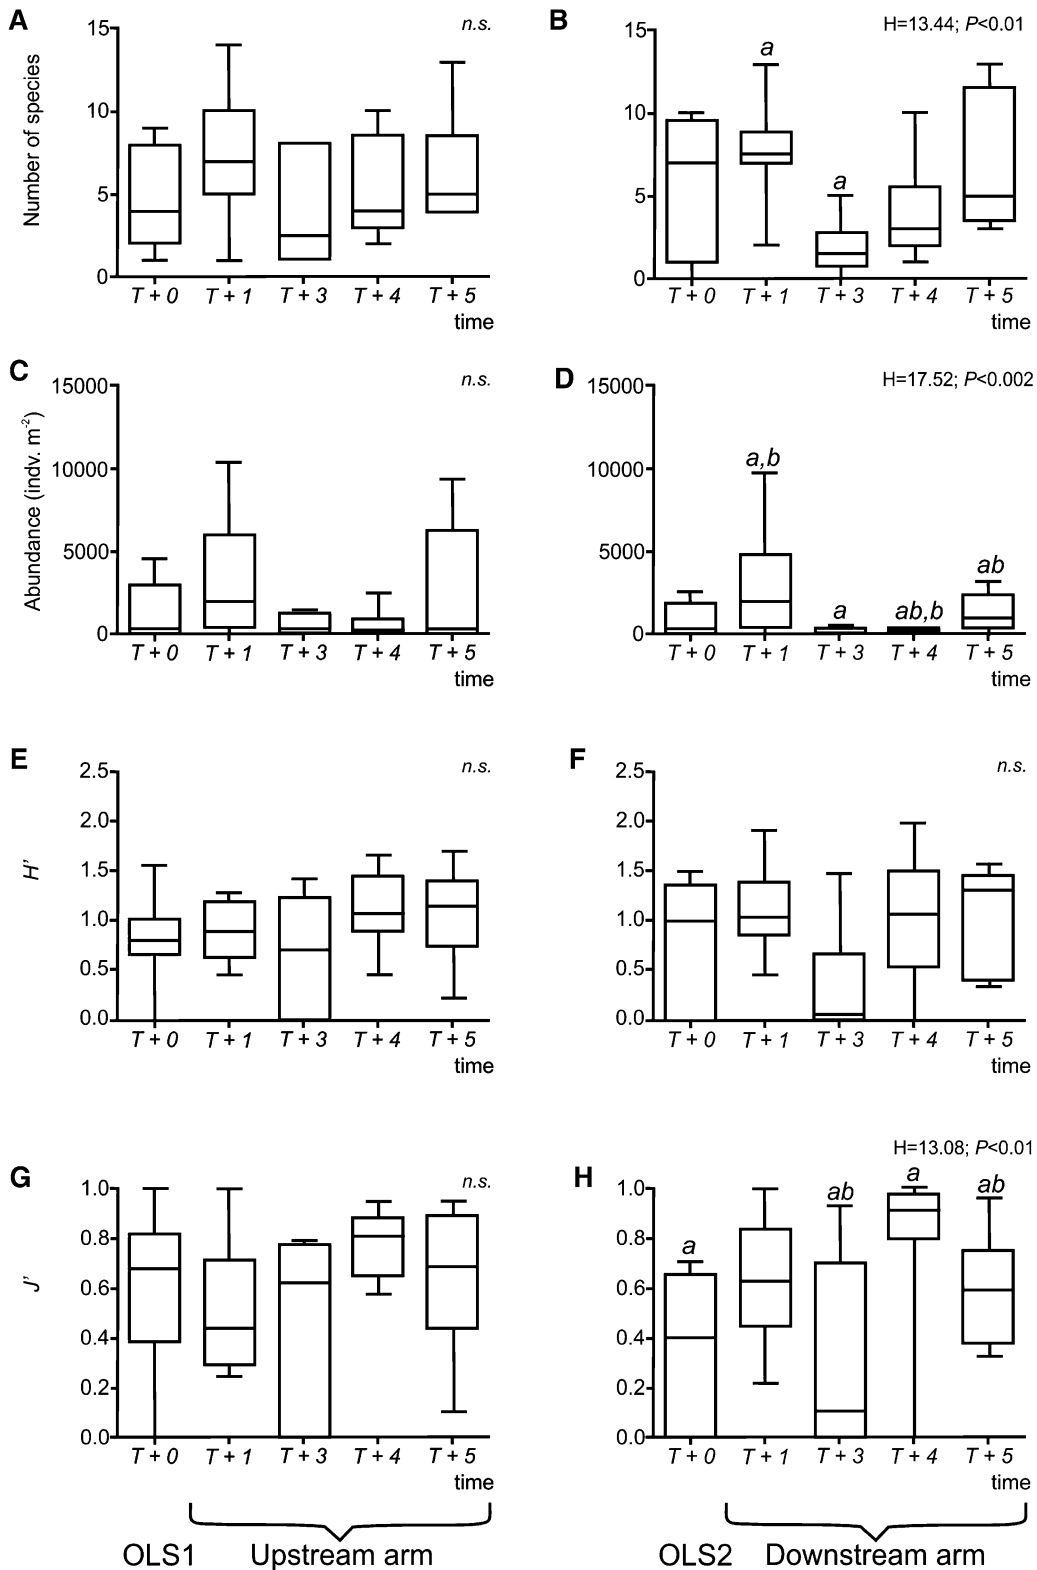 A
n.s.
Number of species
15
10
5
0
T + 0 T + 1 T + 3 T + 4 T + 5
time
B
H=13.44; P<0.01
15
10
5
0
a
a
T + 0 T + 1 T + 3 T + 4 T + 5
time
C
n.s.
Abundance (indv. m-2)
15000
10000
5000
0
T + 0 T + 1 T + 3 T + 4 T + 5
time
D
H=17.52; P<0.002
15000
10000
5000
0
a,b
a
ab,b
ab
T + 0 T + 1 T + 3 T + 4 T + 5
time
E
n.s.
H'
2.5
2.0
1.5
1.0
0.5
0.0
T + 0 T + 1 T + 3 T + 4 T + 5
time
F
n.s.
2.5
2.0
1.5
1.0
0.5
0.0
T + 0 T + 1 T + 3 T + 4 T + 5
time
G
n.s.
J'
1.0
0.8
0.6
0.4
0.2
0.0
T + 0 T + 1 T + 3 T + 4 T + 5
time
H
H=13.08; P<0.01
1.0
0.8
0.6
0.4
0.2
0.0
a
ab
a
ab
T + 0 T + 1 T + 3 T + 4 T + 5
time
OLS1 Upstream arm
OLS2 Downstream arm